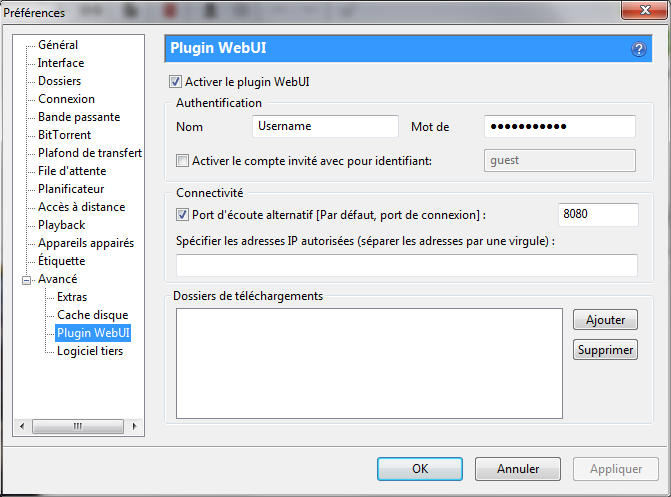 Préférences
Général
Interface
Dossiers
Connexion
Bande passante
BitTorrent
Plafond de transfert
File d'attente
Planificateur
Accès à distance
Playback
Appareils appairés
Étiquette
Avancé
Extras
Cache disque
Plugin WebUI
Logiciel tiers
Plugin WebUI
Activer le plugin WebUI
Authentification
Nom Username Mot de ●●●●●●●●●●●
Activer le compte invité avec pour identifiant: guest
Connectivité
Port d'écoute alternatif [Par défaut, port de connexion] : 8080
Spécifier les adresses IP autorisées (séparer les adresses par une virgule) :
Dossiers de téléchargements
Ajouter
Supprimer
OK Annuler Appliquer